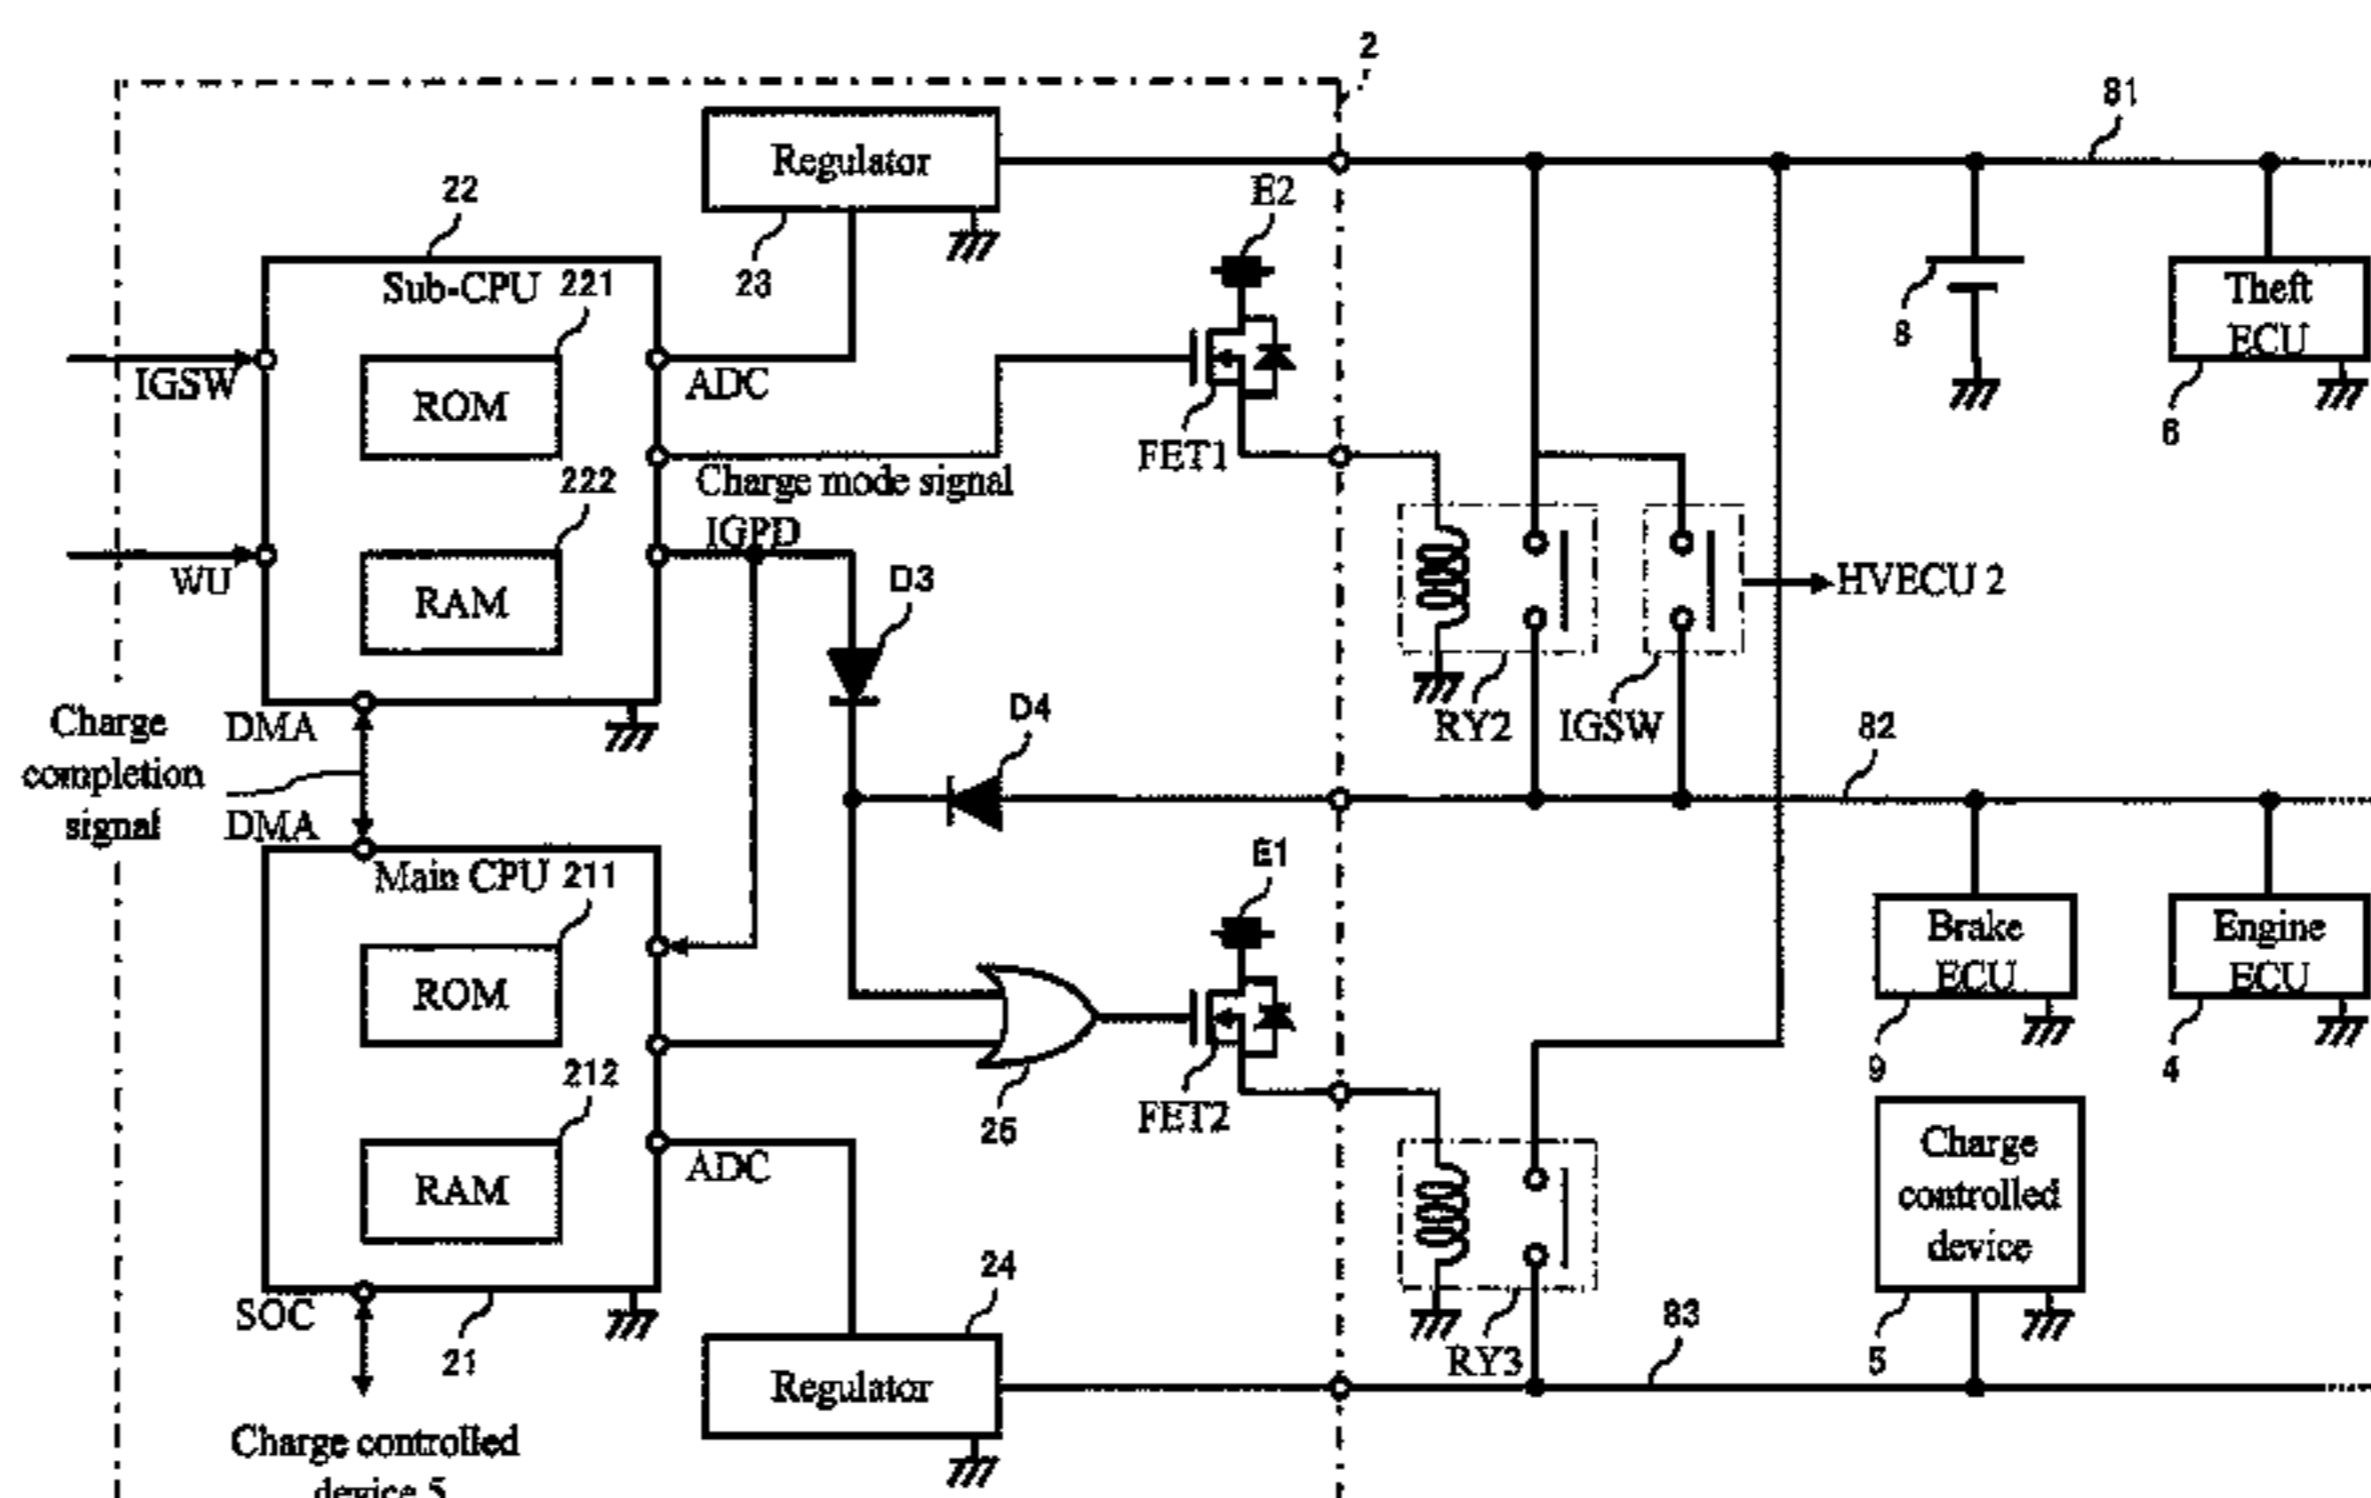 2
81
Regulator
E2
22
23
Sub-CPU 221
8
Theft
ECU
IGSW
ROM
ADC
6
FET1
222
Charge mode signal
IGPD
D3
WU
RAM
HVECU 2
Charge
completion
signal
DMA
D4
RY2
IGSW
82
DMA
E1
Main CPU 211
Brake
ECU
Engine
ECU
ROM
9
4
212
25
FET2
Charge
controlled
device
RAM
ADC
24
SOC
21
RY3
83
5
Regulator
Charge controlled
device 5